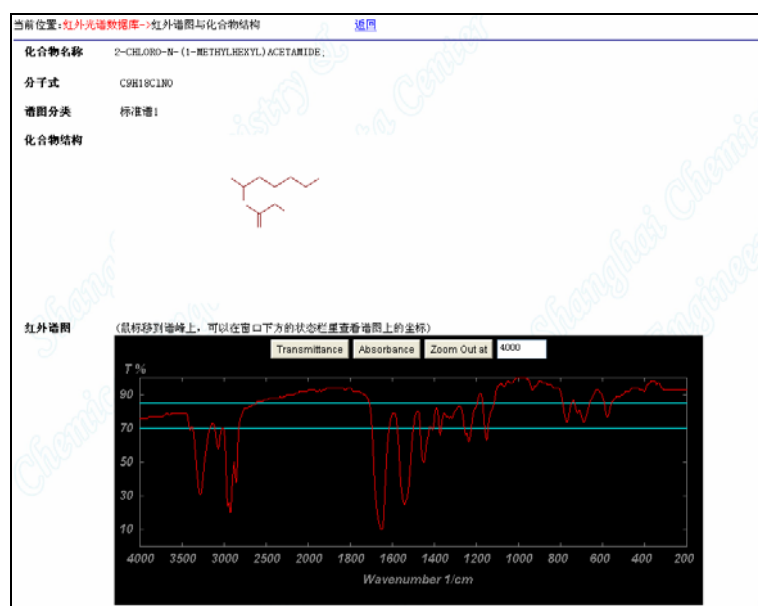 当前位置:红外光谱数据库->红外谱图与化合物结构 返回
化合物名称 2-CHLORO-N-(1-METHYLHEXYL)ACETAMIDE;
分子式 C9H18ClNO
谱图分类 标准谱1
化合物结构
红外谱图 (鼠标移到谱峰上，可以在窗口下方的状态栏里查看谱图上的坐标)
Transmittance Absorbance Zoom Out at 4000
T %
90
70
50
30
10
4000 3500 3000 2500 2000 1800 1600 1400 1200 1000 800 600 400 200
Wavenumber 1/cm